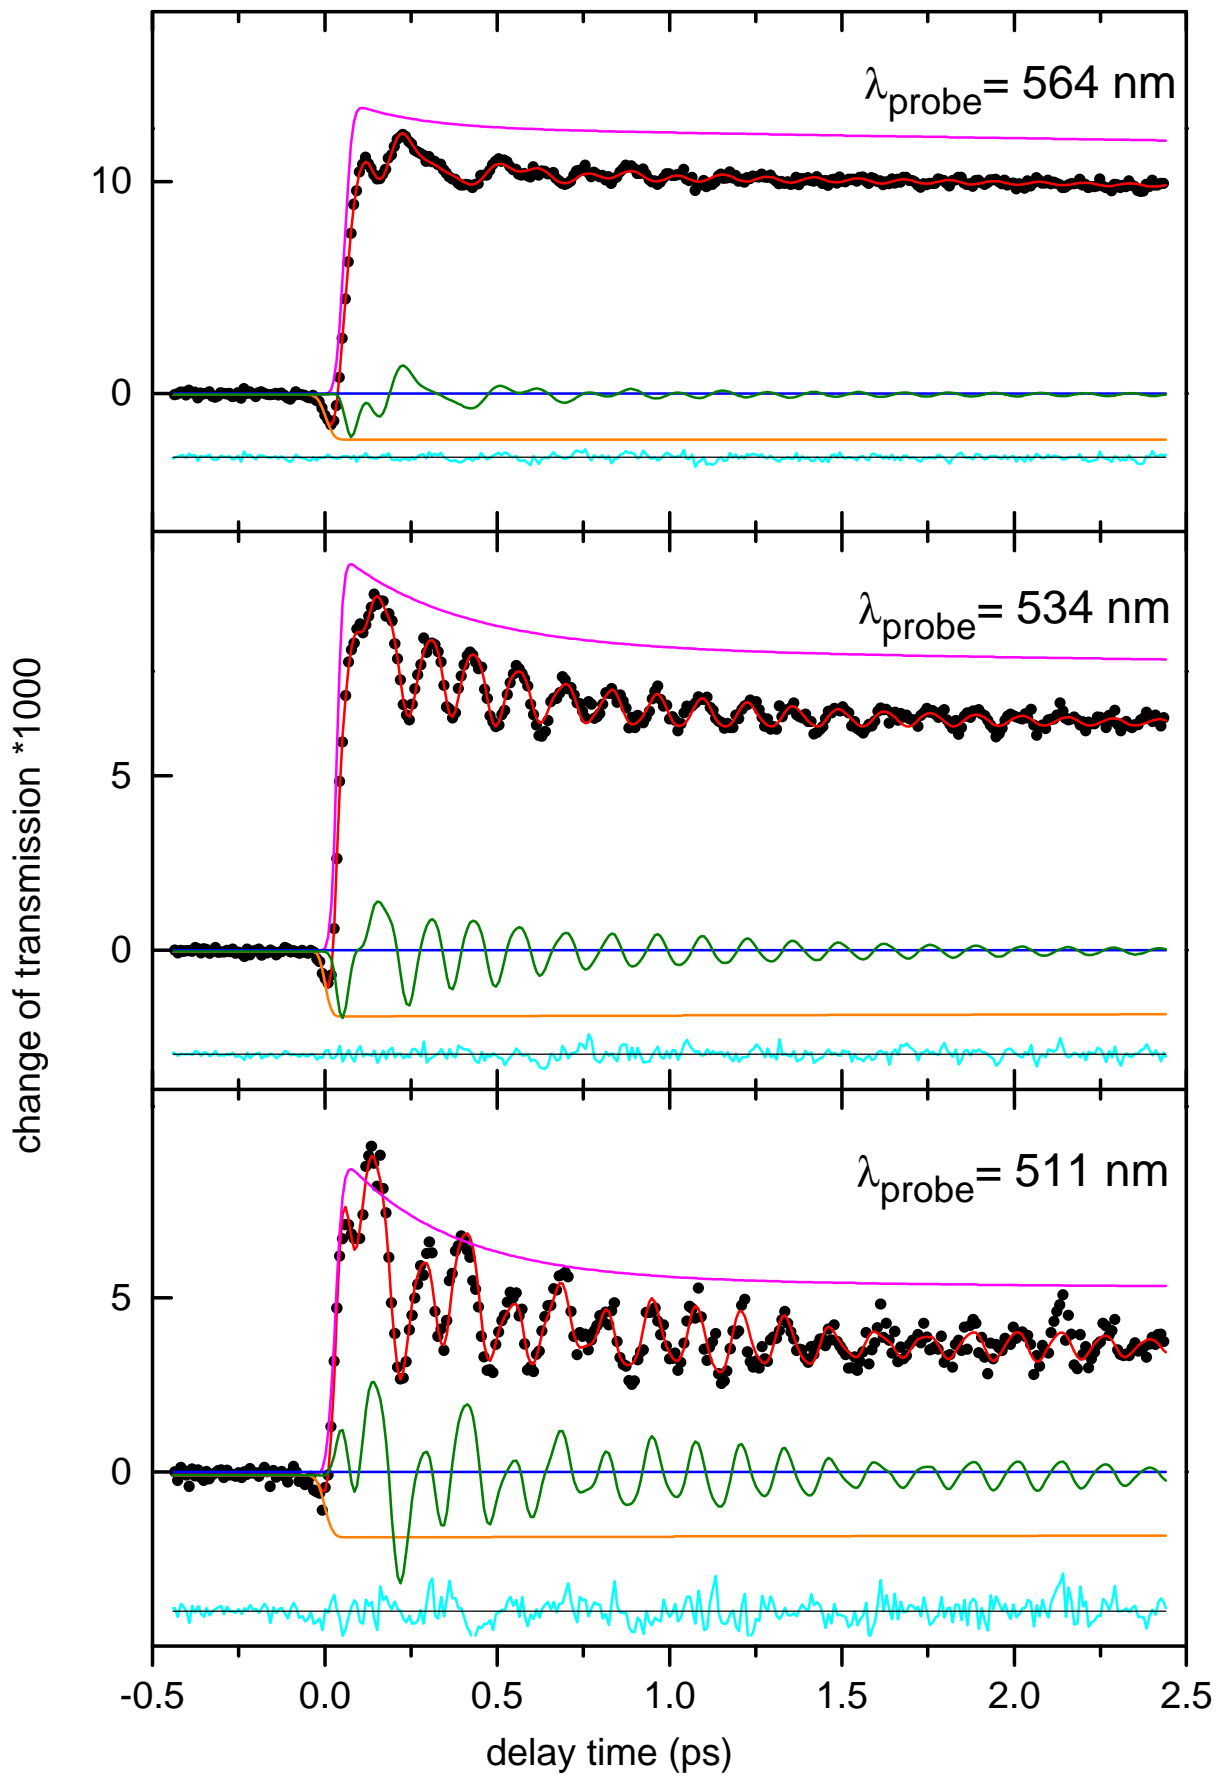 λprobe= 564 nm
10
0
λprobe= 534 nm
5
0
change of transmission *1000
λprobe= 511 nm
5
0
-0.5 0.0 0.5 1.0 1.5 2.0 2.5
delay time (ps)